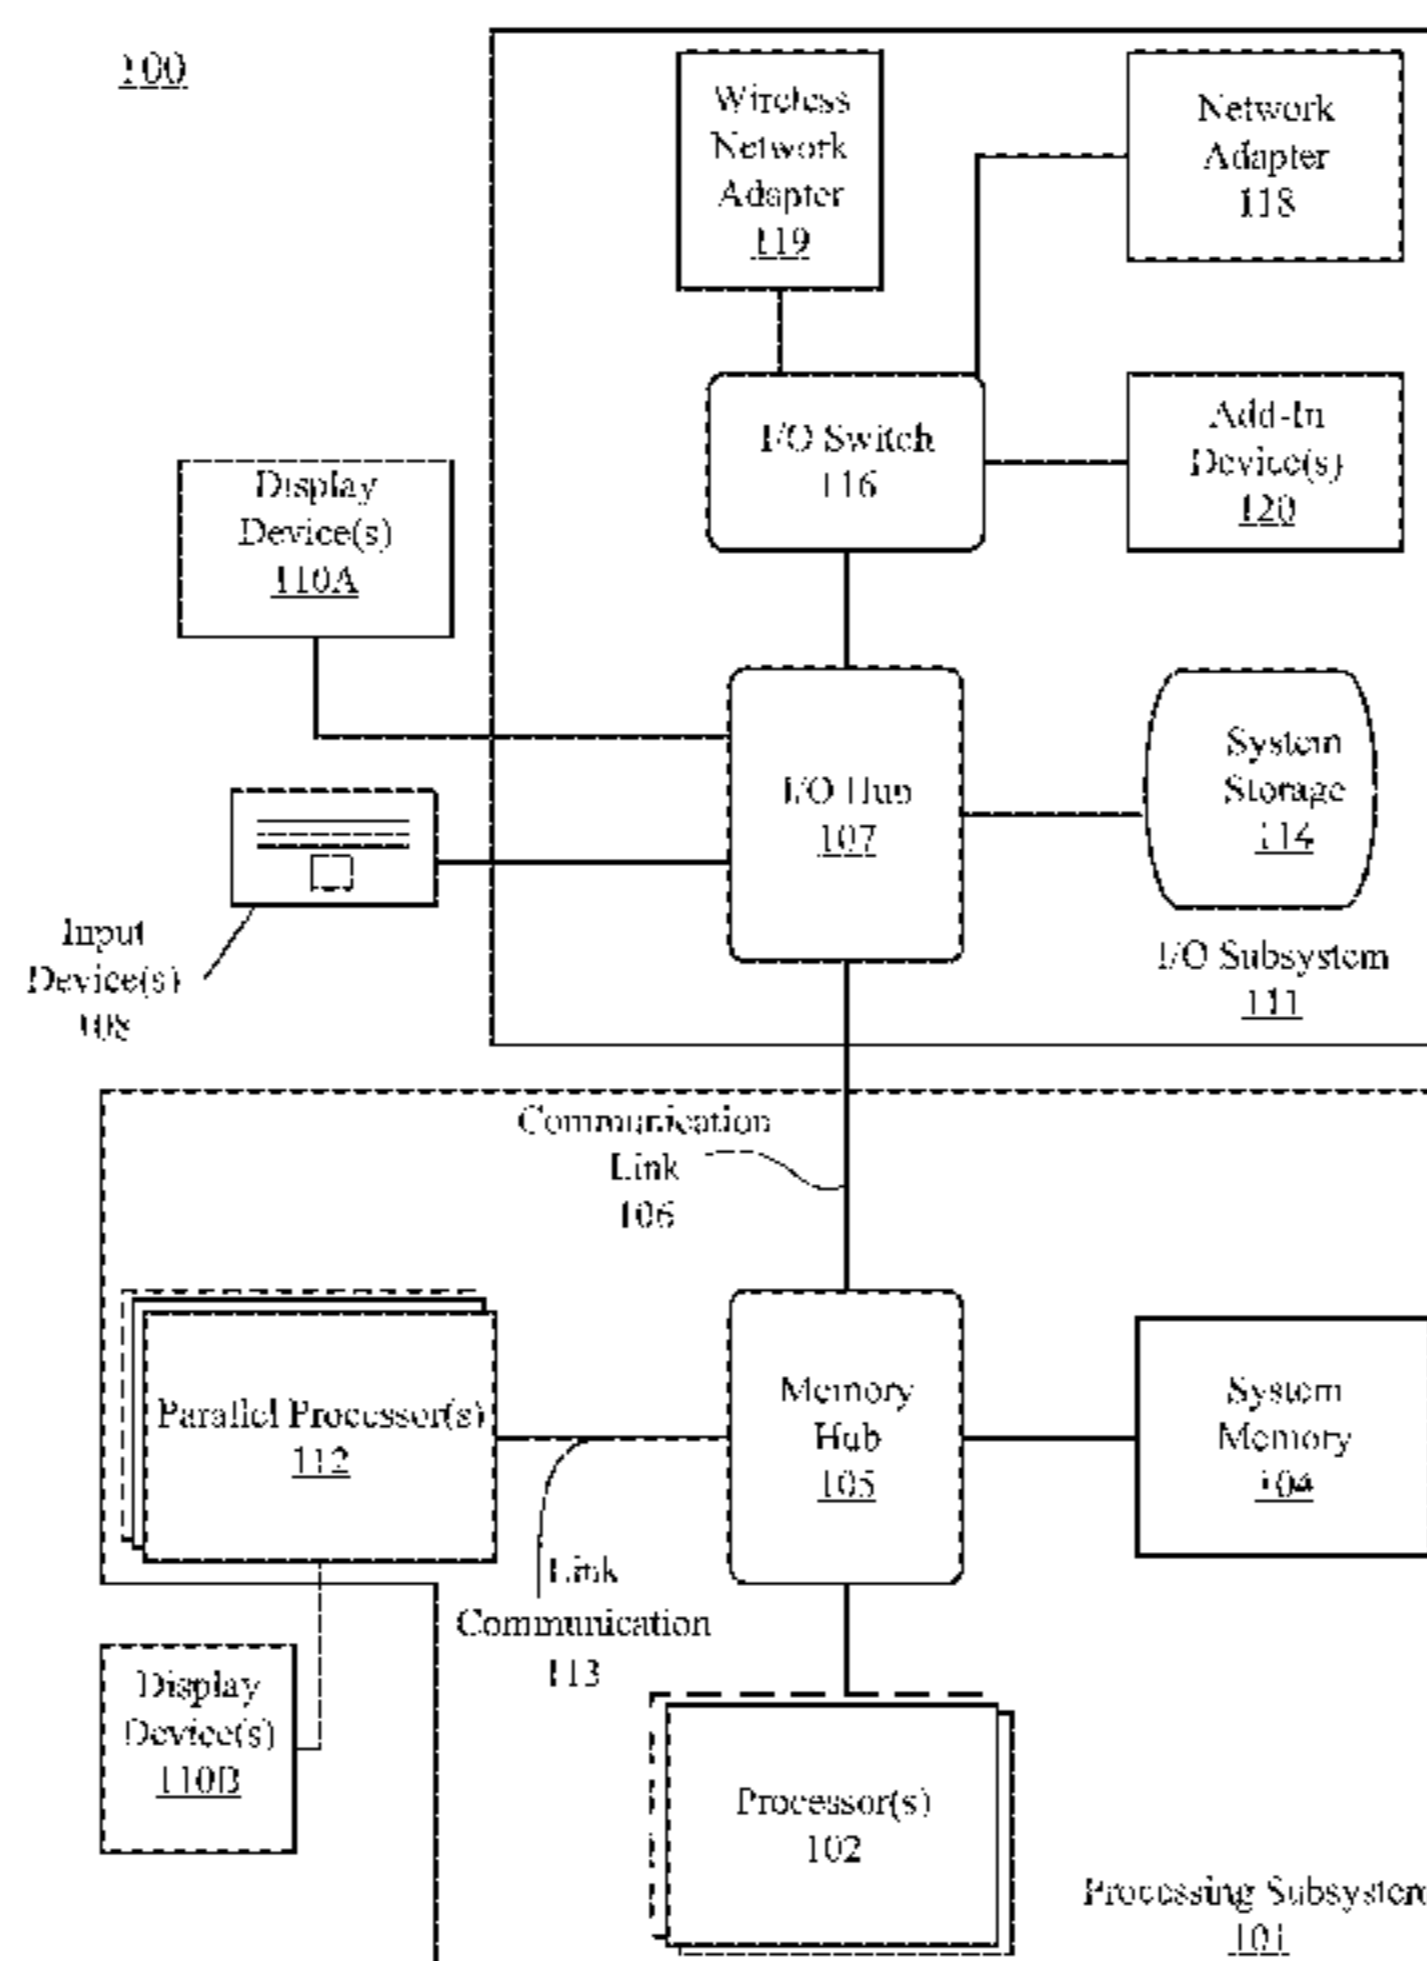 100
Wireless
Network
Adapter
119
Network
Adapter
118
I/O Switch
116
Add-In
Device(s)
120
Display
Device(s)
110A
I/O Hub
107
System
Storage
114
Input
Device(s)
108
I/O Subsystem
111
Communication
Link
106
Parallel Processor(s)
112
Memory
Hub
105
System
Memory
104
Link
Communication
113
Display
Device(s)
110B
Processor(s)
102
Processing Subsystem
101